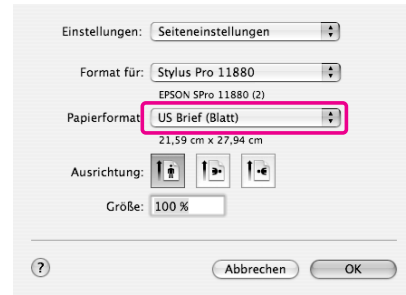 Einstellungen: Seiteneinstellungen
Format für: Stylus Pro 11880
EPSON SPro 11880 (2)
Papierformat US Brief (Blatt)
21,59 cm x 27,94 cm
Ausrichtung:
Größe: 100 %
? Abbrechen OK